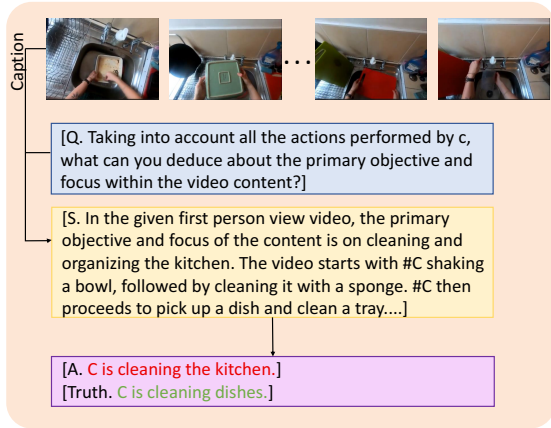 Caption
[Q. Taking into account all the actions performed by c,
what can you deduce about the primary objective and
focus within the video content?]
[S. In the given first person view video, the primary
objective and focus of the content is on cleaning and
organizing the kitchen. The video starts with #C shaking
a bowl, followed by cleaning it with a sponge. #C then
proceeds to pick up a dish and clean a tray....]
[A. C is cleaning the kitchen.]
[Truth. C is cleaning dishes.]